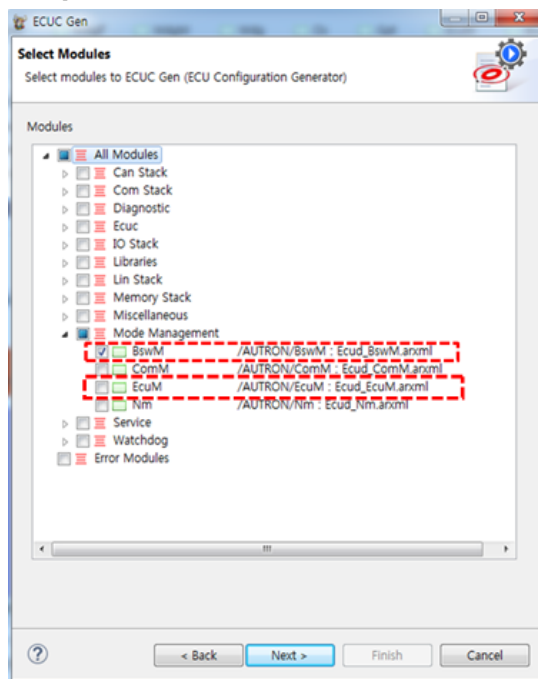 ECUC Gen
Select Modules
Select modules to ECUC Gen (ECU Configuration Generator)
Modules
All Modules
Can Stack
Com Stack
Diagnostic
Ecuc
IO Stack
Libraries
Lin Stack
Memory Stack
Miscellaneous
Mode Management
BswM /AUTRON/BswM : Ecud_BswM.arxml
ComM /AUTRON/ComM : Ecud_ComM.arxml
EcuM /AUTRON/EcuM : Ecud_EcuM.arxml
Nm /AUTRON/Nm : Ecud_Nm.arxml
Service
Watchdog
Error Modules
< Back Next > Finish Cancel